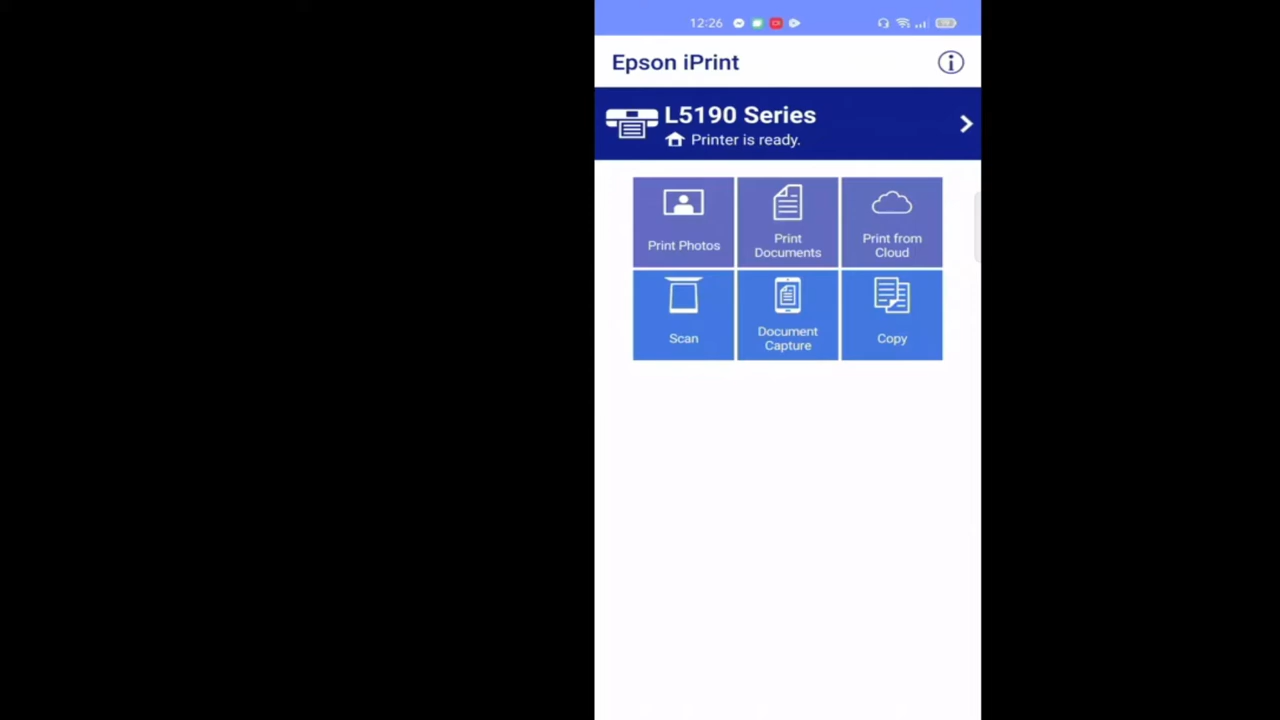 12:26
Epson iPrint
L5190 Series
Printer is ready.
Print Photos
Print
Documents
Print from
Cloud
Scan
Document
Capture
Copy